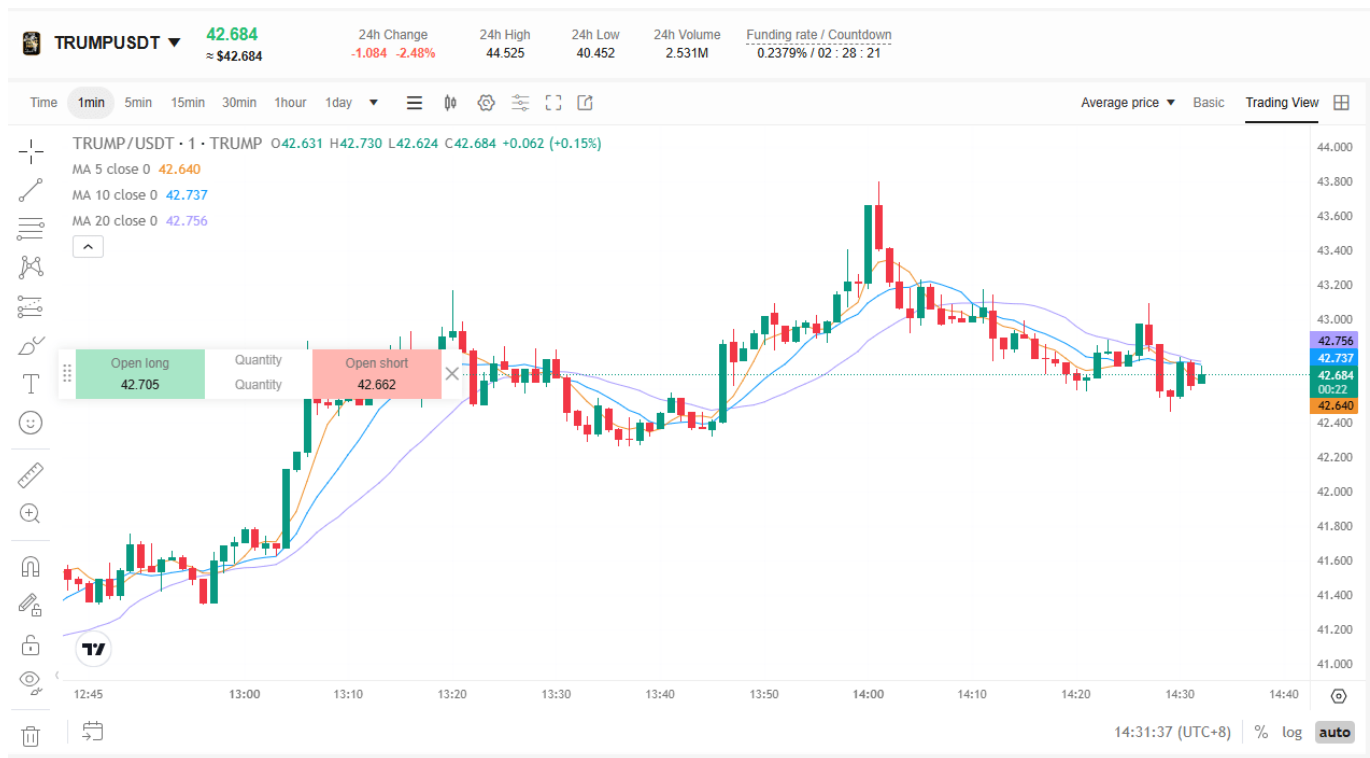 TRUMPUSDT
42.684
≈ $42.684
24h Change
-1.084 -2.48%
24h High
44.525
24h Low
40.452
24h Volume
2.531M
Funding rate / Countdown
0.2379% / 02 : 28 : 21
Time 1min 5min 15min 30min 1hour 1day
Average price Basic Trading View
TRUMP/USDT · 1 · TRUMP O42.631 H42.730 L42.624 C42.684 +0.062 (+0.15%)
MA 5 close 0 42.640
MA 10 close 0 42.737
MA 20 close 0 42.756
Open long
42.705
Quantity
Quantity
Open short
42.662
44.000
43.800
43.600
43.400
43.200
43.000
42.756
42.737
42.684
00:22
42.640
42.400
42.200
42.000
41.800
41.600
41.400
41.200
41.000
12:45 13:00 13:10 13:20 13:30 13:40 13:50 14:00 14:10 14:20 14:30 14:40
14:31:37 (UTC+8) % log auto